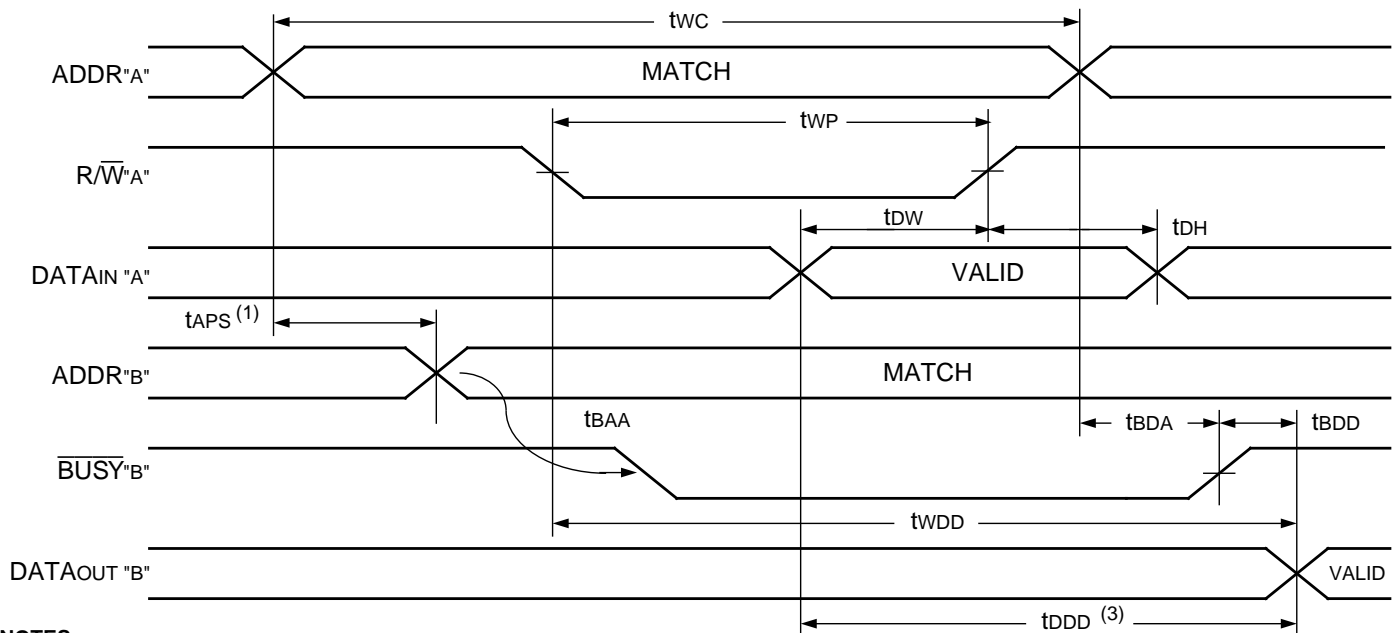 tWC
ADDR"A"
MATCH
tWP
R/W̅"A"
tDW
tDH
DATAIN "A"
VALID
tAPS (1)
ADDR"B"
MATCH
tBAA
tBDA
tBDD
B̅U̅S̅Y̅"B"
tWDD
DATAOUT "B"
VALID
tDDD (3)